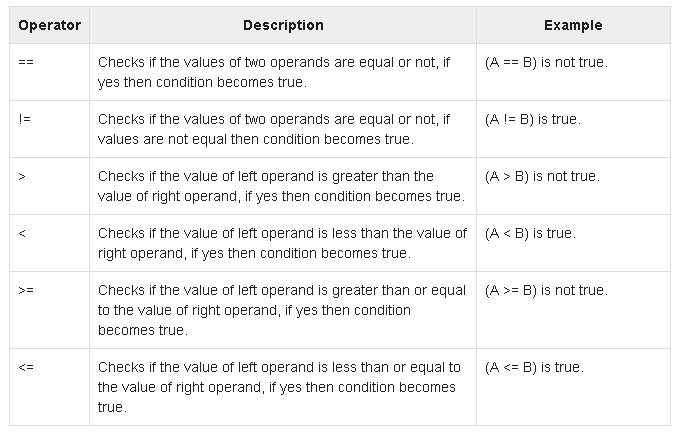 Operator Description Example
== Checks if the values of two operands are equal or not, if (A == B) is not true.
yes then condition becomes true.
!= Checks if the values of two operands are equal or not, if (A != B) is true.
values are not equal then condition becomes true.
> Checks if the value of left operand is greater than the (A > B) is not true.
value of right operand, if yes then condition becomes true.
< Checks if the value of left operand is less than the value of (A < B) is true.
right operand, if yes then condition becomes true.
>= Checks if the value of left operand is greater than or equal (A >= B) is not true.
to the value of right operand, if yes then condition
becomes true.
<= Checks if the value of left operand is less than or equal to (A <= B) is true.
the value of right operand, if yes then condition becomes
true.